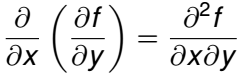 ∂/∂x (∂f/∂y) = ∂²f/∂x∂y